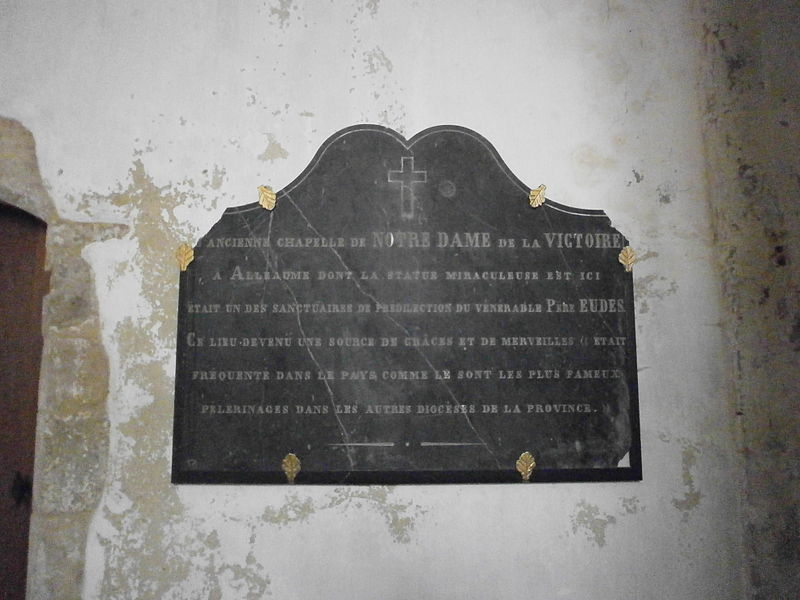 L'ANCIENNE CHAPELLE DE NOTRE DAME DE LA VICTOIRE
A ALLEAUME DONT LA STATUE MIRACULEUSE EST ICI
ETAIT UN DES SANCTUAIRES DE PREDILECTION DU VENERABLE PERE EUDES.
CE LIEU DEVENU UNE SOURCE DE GRÂCES ET DE MERVEILLES (( ETAIT
FREQUENTE DANS LE PAYS COMME LE SONT LES PLUS FAMEUX
PELERINAGES DANS LES AUTRES DIOCESES DE LA PROVINCE. ))